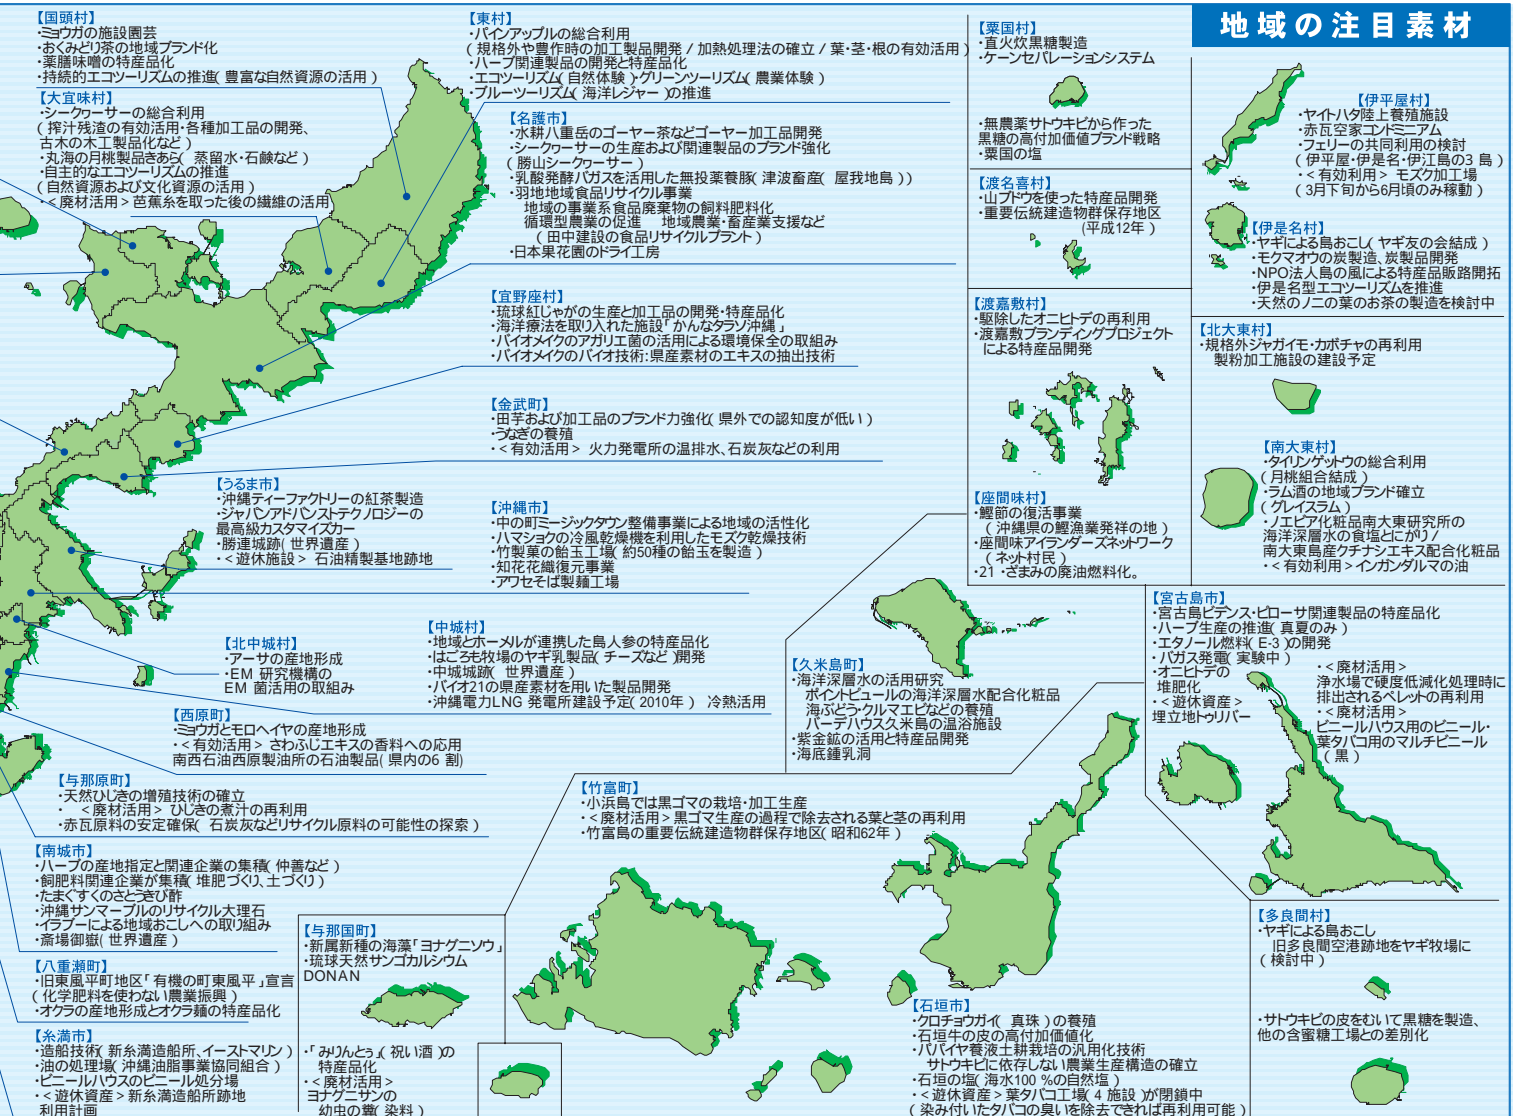 地域の注目素材
【国頭村】
・ミョウガの施設園芸
・おくみどり茶の地域ブランド化
・薬膳味噌の特産品化
・持続的エコツーリズムの推進(豊富な自然資源の活用)
【大宜味村】
・シークヮーサーの総合利用
(搾汁残渣の有効活用・各種加工品の開発、
古木の木工製品化など)
・丸海の月桃製品きあら( 蒸留水・石鹸など)
・自主的なエコツーリズムの推進
(自然資源および文化資源の活用)
・<廃材活用>芭蕉糸を取った後の繊維の活用
【東村】
・パインアップルの総合利用
(規格外や豊作時の加工製品開発/加熱処理法の確立/葉・茎・根の有効活用)
・ハーブ関連製品の開発と特産品化
・エコツーリズム(自然体験)・グリーンツーリズム(農業体験)
・ブルーツーリズム(海洋レジャー)の推進
【名護市】
・水耕八重岳のゴーヤー茶などゴーヤー加工品開発
・シークヮーサーの生産および関連製品のブランド強化
(勝山シークヮーサー)
・乳酸発酵バガスを活用した無投薬養豚(津波畜産(屋我地島))
・羽地地域食品リサイクル事業
地域の事業系食品廃棄物の飼料肥料化
循環型農業の促進 地域農業・畜産業支援など
(田中建設の食品リサイクルプラント)
・日本果花園のドライ工房
【宜野座村】
・琉球紅じゃがの生産と加工品の開発・特産品化
・海洋療法を取り入れた施設「かんなタラソ沖縄」
・バイオメイクのアガリエ菌の活用による環境保全の取組み
・バイオメイクのバイオ技術:県産素材のエキスの抽出技術
【金武町】
・田芋および加工品のブランド力強化(県外での認知度が低い)
・うなぎの養殖
・<有効活用> 火力発電所の温排水、石炭灰などの利用
【うるま市】
・沖縄ティーファクトリーの紅茶製造
・ジャパンアドバンストテクノロジーの
最高級カスタマイズカー
・勝連城跡(世界遺産)
・<遊休施設> 石油精製基地跡地
【沖縄市】
・中の町ミージックタウン整備事業による地域の活性化
・ハマショクの冷風乾燥機を利用したモズク乾燥技術
・竹製菓の飴玉工場(約50種の飴玉を製造)
・知花花織復元事業
・アワセそば製麺工場
【北中城村】
・アーサの産地形成
・EM 研究機構の
EM 菌活用の取組み
【中城村】
・地域とホーメルが連携した島人参の特産品化
・はごろも牧場のヤギ乳製品(チーズなど)開発
・中城城跡(世界遺産)
・バイオ21の県産素材を用いた製品開発
・沖縄電力LNG 発電所建設予定(2010年) 冷熱活用
【西原町】
・ミョウガとモロヘイヤの産地形成
・<有効活用> さわふじエキスの香料への応用
南西石油西原製油所の石油製品(県内の6 割)
【与那原町】
・天然ひじきの増殖技術の確立
・ <廃材活用> ひじきの煮汁の再利用
・赤瓦原料の安定確保( 石炭灰などリサイクル原料の可能性の探索)
【南城市】
・ハーブの産地指定と関連企業の集積(仲善など)
・飼肥料関連企業が集積(堆肥づくり、土づくり)
・たまぐすくのさとうきび酢
・沖縄サンマーブルのリサイクル大理石
・イラブーによる地域おこしへの取り組み
・斎場御嶽(世界遺産)
【八重瀬町】
・旧東風平町地区「有機の町東風平」宣言
(化学肥料を使わない農業振興)
・オクラの産地形成とオクラ麺の特産品化
【糸満市】
・造船技術(新糸満造船所、イーストマリン)
・油の処理場(沖縄油脂事業協同組合)
・ビニールハウスのビニール処分場
・<遊休資産>新糸満造船所跡地
利用計画
【粟国村】
・直火炊黒糖製造
・ケーンセパレーションシステム
・無農薬サトウキビから作った
黒糖の高付加価値ブランド戦略
・粟国の塩
【渡名喜村】
・山ブドウを使った特産品開発
・重要伝統建造物群保存地区
(平成12年)
【渡嘉敷村】
・駆除したオニヒトデの再利用
・渡嘉敷ブランディングプロジェクト
による特産品開発
【座間味村】
・鰹節の復活事業
(沖縄県の鰹漁業発祥の地)
・座間味アイランダーズネットワーク
(ネット村民)
・21 ・ざまみの廃油燃料化。
【伊平屋村】
・ヤイトハタ陸上養殖施設
・赤瓦空家コンドミニアム
・フェリーの共同利用の検討
(伊平屋・伊是名・伊江島の3 島)
・<有効利用> モズク加工場
(3月下旬から6月頃のみ稼動)
【伊是名村】
・ヤギによる島おこし(ヤギ友の会結成)
・モクマオウの炭製造、炭製品開発
・NPO法人島の風による特産品販路開拓
・伊是名型エコツーリズムを推進
・天然のノニの葉のお茶の製造を検討中
【北大東村】
・規格外ジャガイモ・カボチャの再利用
製粉加工施設の建設予定
【南大東村】
・タイリンゲットウの総合利用
(月桃組合結成)
・ラム酒の地域ブランド確立
(グレイスラム)
・ノエビア化粧品南大東研究所の
海洋深層水の食塩とにがり/
南大東島産クチナシエキス配合化粧品
・<有効利用>インガンダルマの油
【久米島町】
・海洋深層水の活用研究
ポイントピュールの海洋深層水配合化粧品
海ぶどう・クルマエビなどの養殖
バーデハウス久米島の温浴施設
・紫金鉱の活用と特産品開発
・海底鍾乳洞
【宮古島市】
・宮古島ビデンス・ピローサ関連製品の特産品化
・ハーブ生産の推進(真夏のみ)
・エタノール燃料(E-3 )の開発
・バガス発電(実験中)
・オニヒトデの
堆肥化
・<遊休資産>
埋立地トゥリバー
・<廃材活用>
浄水場で硬度低減化処理時に
排出されるペレットの再利用
・<廃材活用>
ビニールハウス用のビニール・
葉タバコ用のマルチビニール
(黒)
【竹富町】
・小浜島では黒ゴマの栽培・加工生産
・<廃材活用>黒ゴマ生産の過程で除去される葉と茎の再利用
・竹富島の重要伝統建造物群保存地区(昭和62年)
【与那国町】
・新属新種の海藻「ヨナグニソウ」
・琉球天然サンゴカルシウム
DONAN
・「みりんとぅ」(祝い酒)の
特産品化
・<廃材活用>
ヨナグニサンの
幼虫の糞(染料)
【石垣市】
・クロチョウガイ( 真珠)の養殖
・石垣牛の皮の高付加価値化
・パパイヤ養液土耕栽培の汎用化技術
サトウキビに依存しない農業生産構造の確立
・石垣の塩(海水100 %の自然塩)
・<遊休資産>葉タバコ工場(4 施設)が閉鎖中
(染み付いたタバコの臭いを除去できれば再利用可能)
【多良間村】
・ヤギによる島おこし
旧多良間空港跡地をヤギ牧場に
(検討中)
・サトウキビの皮をむいて黒糖を製造、
他の含蜜糖工場との差別化